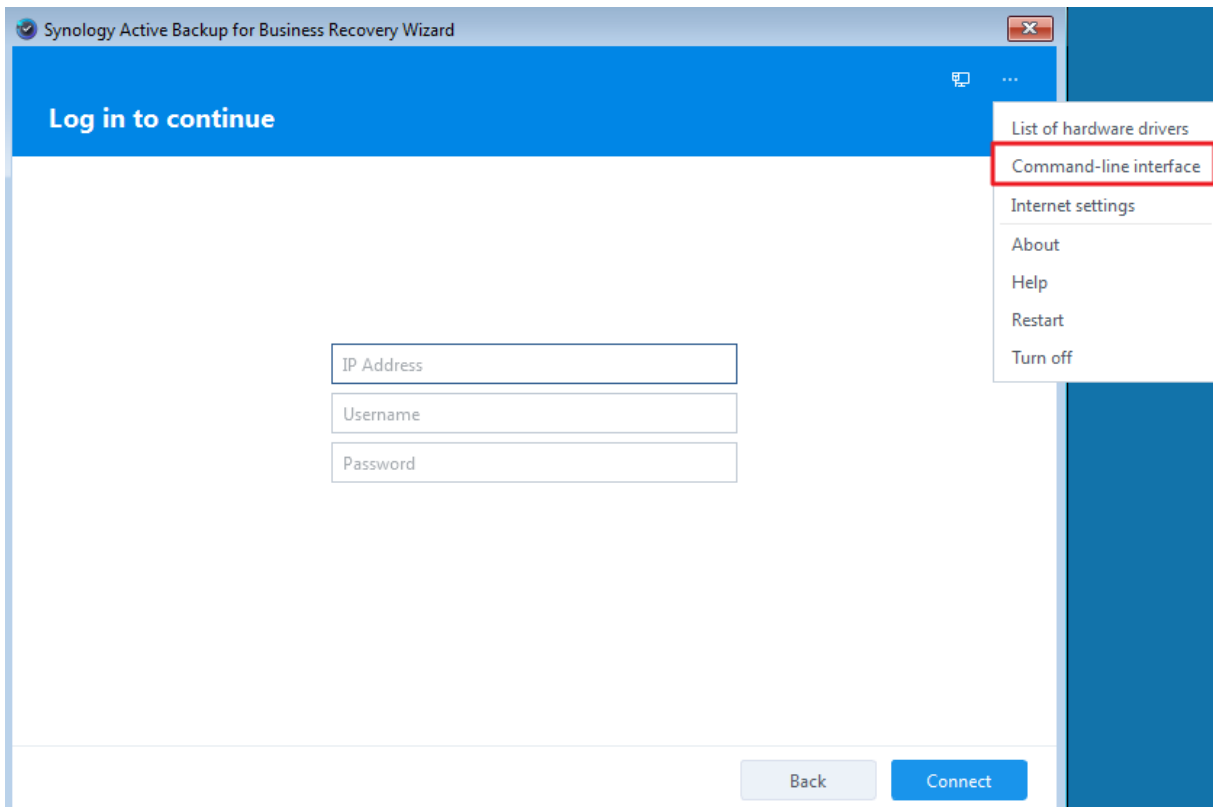 Synology Active Backup for Business Recovery Wizard
Log in to continue
List of hardware drivers
Command-line interface
Internet settings
About
Help
Restart
Turn off
IP Address
Username
Password
Back
Connect